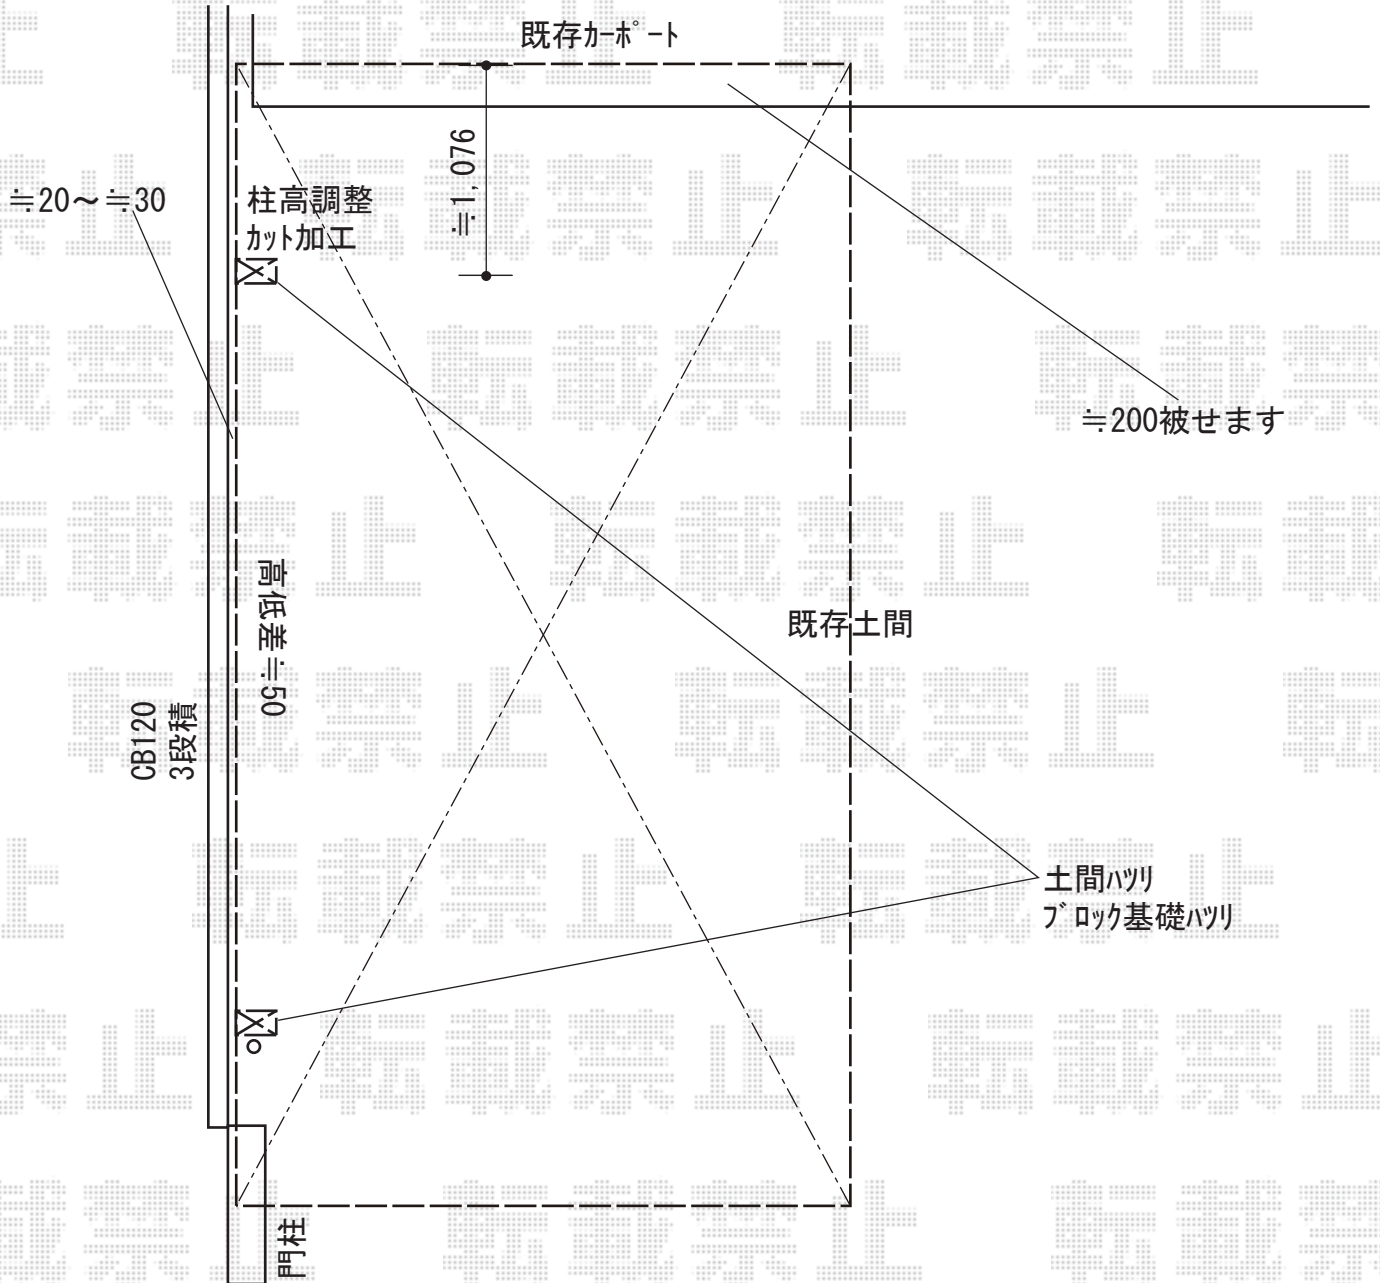 既存ｶｰﾎﾟｰﾄ
≒1,076
≒20～≒30
柱高調整
ｶｯﾄ加工
≒200被せます
高低差≒50
既存土間
CB120
3段積
土間ﾊﾂﾘ
ﾌﾞﾛｯｸ基礎ﾊﾂﾘ
門柱
転載禁止